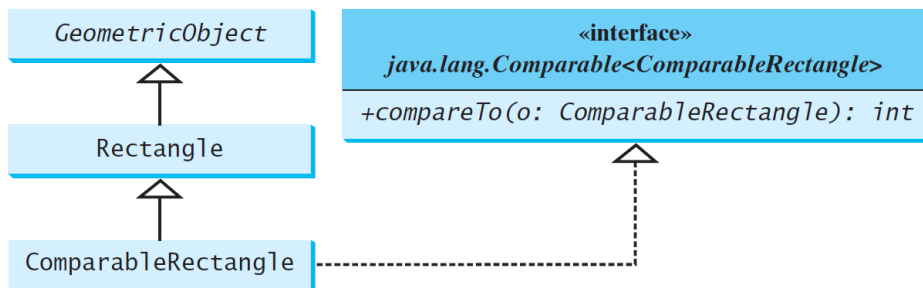 GeometricObject
Rectangle
ComparableRectangle
«interface»
java.lang.Comparable<ComparableRectangle>
+compareTo(o: ComparableRectangle): int